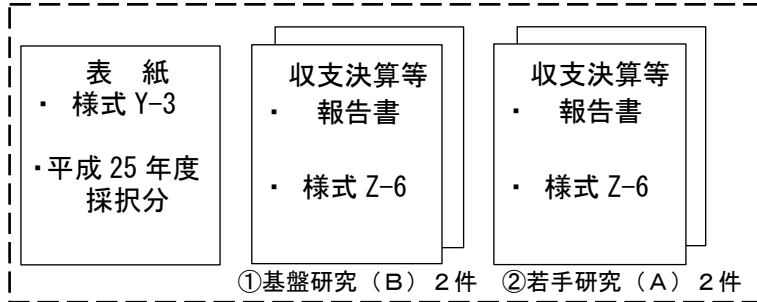 表　紙
・ 様式 Y-3
・平成 25 年度
採択分
収支決算等
・ 報告書
・ 様式 Z-6
①基盤研究（Ｂ）２件
収支決算等
・ 報告書
・ 様式 Z-6
②若手研究（Ａ）２件